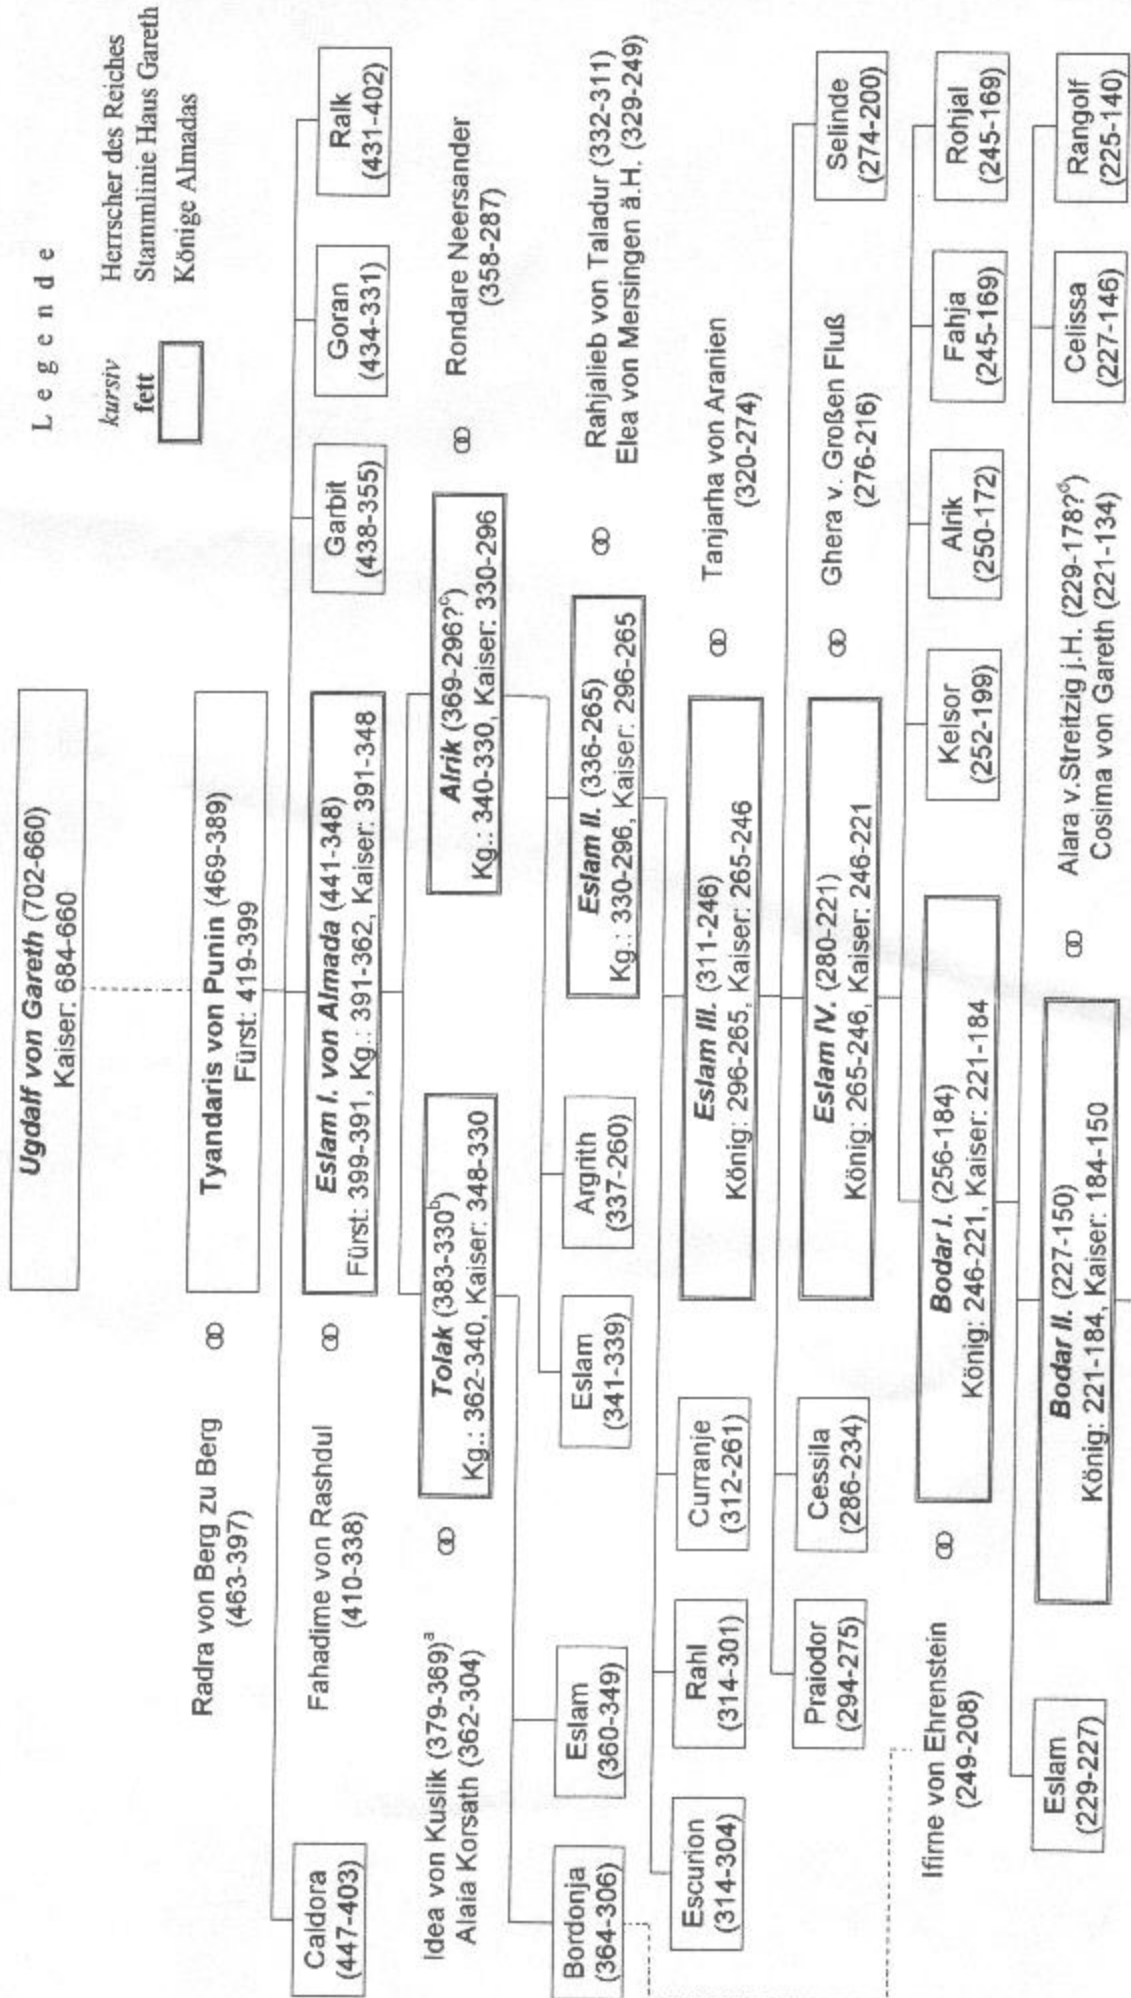 Legende
kursiv Herrscher des Reiches
fett Stammlinie Haus Gareth
Könige Almadas
Ugdalf von Gareth (702-660)
Kaiser: 684-660
Radra von Berg zu Berg
(463-397)
Tyandaris von Punin (469-389)
Fürst: 419-399
Caldora
(447-403)
Fahadime von Rashdul
(410-338)
Eslam I. von Almada (441-348)
Fürst: 399-391, Kg.: 391-362, Kaiser: 391-348
Garbit
(438-355)
Goran
(434-331)
Ralk
(431-402)
Idea von Kuslik (379-369)ᵃ
Alaia Korsath (362-304)
Tolak (383-330ᵇ)
Kg.: 362-340, Kaiser: 348-330
Alrik (369-296?ᶜ)
Kg.: 340-330, Kaiser: 330-296
Rondare Neersander
(358-287)
Bordonja
(364-306)
Eslam
(360-349)
Eslam
(341-339)
Argrith
(337-260)
Eslam II. (336-265)
Kg.: 330-296, Kaiser: 296-265
Rahjalieb von Taladur (332-311)
Elea von Mersingen ä.H. (329-249)
Escurion
(314-304)
Rahl
(314-301)
Curranje
(312-261)
Eslam III. (311-246)
König: 296-265, Kaiser: 265-246
Tanjarha von Aranien
(320-274)
Praiodor
(294-275)
Cessila
(286-234)
Eslam IV. (280-221)
König: 265-246, Kaiser: 246-221
Ghera v. Großen Fluß
(276-216)
Selinde
(274-200)
Ifirne von Ehrenstein
(249-208)
Bodar I. (256-184)
König: 246-221, Kaiser: 221-184
Kelsor
(252-199)
Alrik
(250-172)
Fahja
(245-169)
Rohjal
(245-169)
Eslam
(229-227)
Bodar II. (227-150)
König: 221-184, Kaiser: 184-150
Alara v.Streitzig j.H. (229-178?ᵈ)
Cosima von Gareth (221-134)
Celissa
(227-146)
Rangolf
(225-140)